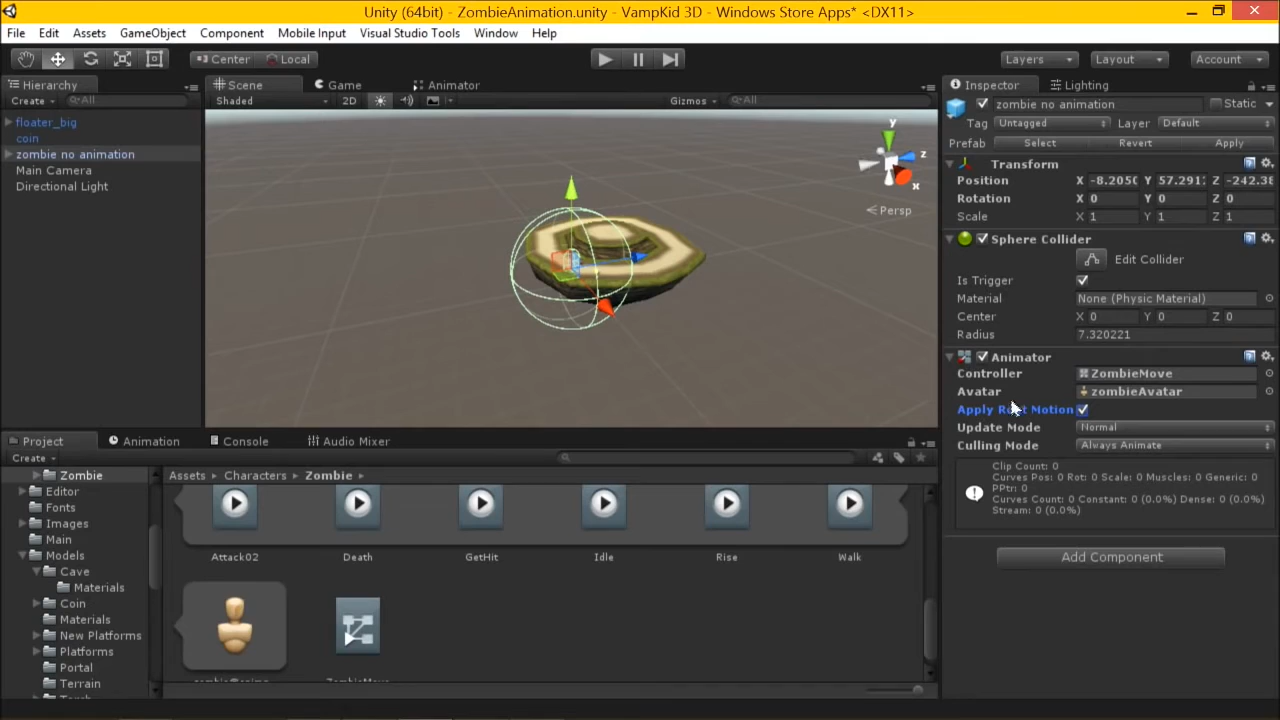 Unity (64bit) - ZombieAnimation.unity - VampKid 3D - Windows Store Apps* <DX11>
File Edit Assets GameObject Component Mobile Input Visual Studio Tools Window Help
Center Local Layers Layout Account
Hierarchy
Create All
floater_big
coin
zombie no animation
Main Camera
Directional Light
Scene Game Animator
Shaded 2D Gizmos All
y
z
x
Persp
Inspector Lighting
zombie no animation Static
Tag Untagged Layer Default
Prefab Select Revert Apply
Transform
Position X -8.2050 Y Z -242.38
Rotation X 0 Y 0 Z 0
Scale X 1 Y 1 Z 1
Sphere Collider
Edit Collider
Is Trigger
Material None (Physic Material)
Center X 0 Y 0 Z 0
Radius 7.320221
Animator
Controller ZombieMove
Avatar zombieAvatar
Apply Motion
Update Mode Normal
Culling Mode Always Animate
Clip Count: 0
Curves Pos: 0 Rot: 0 Scale: 0 Muscles: 0 Generic: 0
PPtr: 0
Curves Count: 0 Constant: 0 (0.0%) Dense: 0 (0.0%)
Stream: 0 (0.0%)
Add Component
Project Animation Console Audio Mixer
Create
Zombie
Editor
Fonts
Images
Main
Models
Cave
Materials
Coin
Materials
New Platforms
Platforms
Portal
Terrain
Assets Characters Zombie
Attack02 Death GetHit Idle Rise Walk